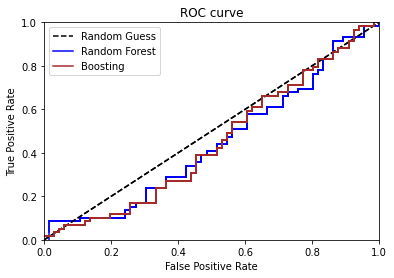 ROC curve
Random Guess
Random Forest
Boosting
True Positive Rate
1.0
0.8
0.6
0.4
0.2
0.0
0.0 0.2 0.4 0.6 0.8 1.0
False Positive Rate